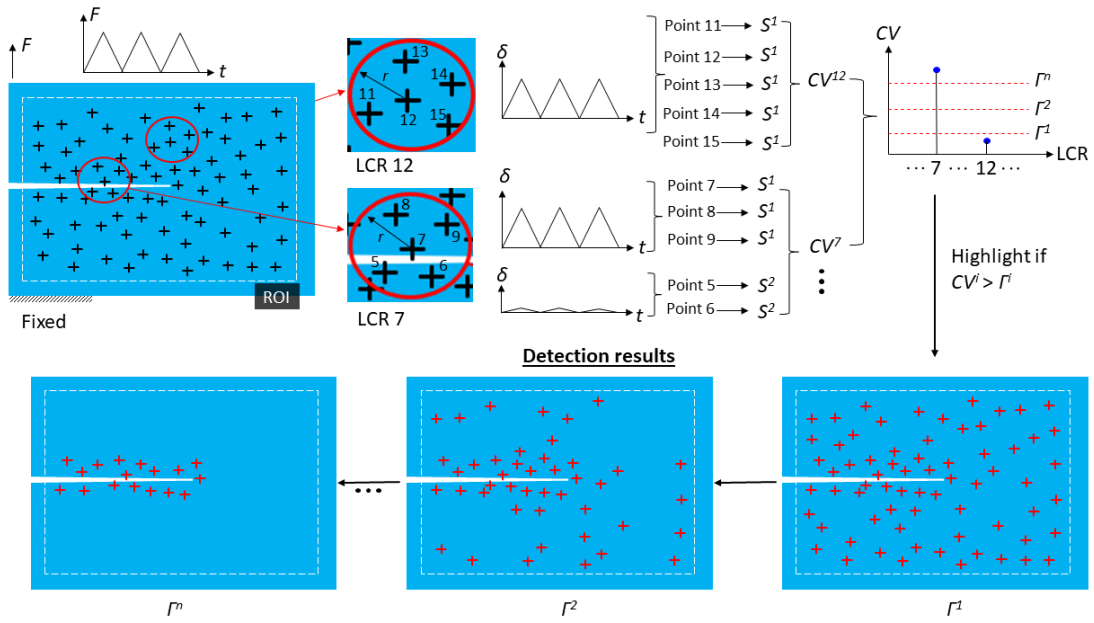 F
F
t
ROI
Fixed
13
14
r
11
12
15
LCR 12
8
r
7
9
5
6
LCR 7
δ
t
Point 11 S¹
Point 12 S¹
Point 13 S¹
Point 14 S¹
Point 15 S¹
CV¹²
δ
t
Point 7 S¹
Point 8 S¹
Point 9 S¹
δ
t
Point 5 S²
Point 6 S²
CV⁷
CV
Γⁿ
Γ²
Γ¹
LCR
··· 7 ··· 12 ···
Highlight if
CVⁱ > Γⁱ
Detection results
Γⁿ
Γ²
Γ¹